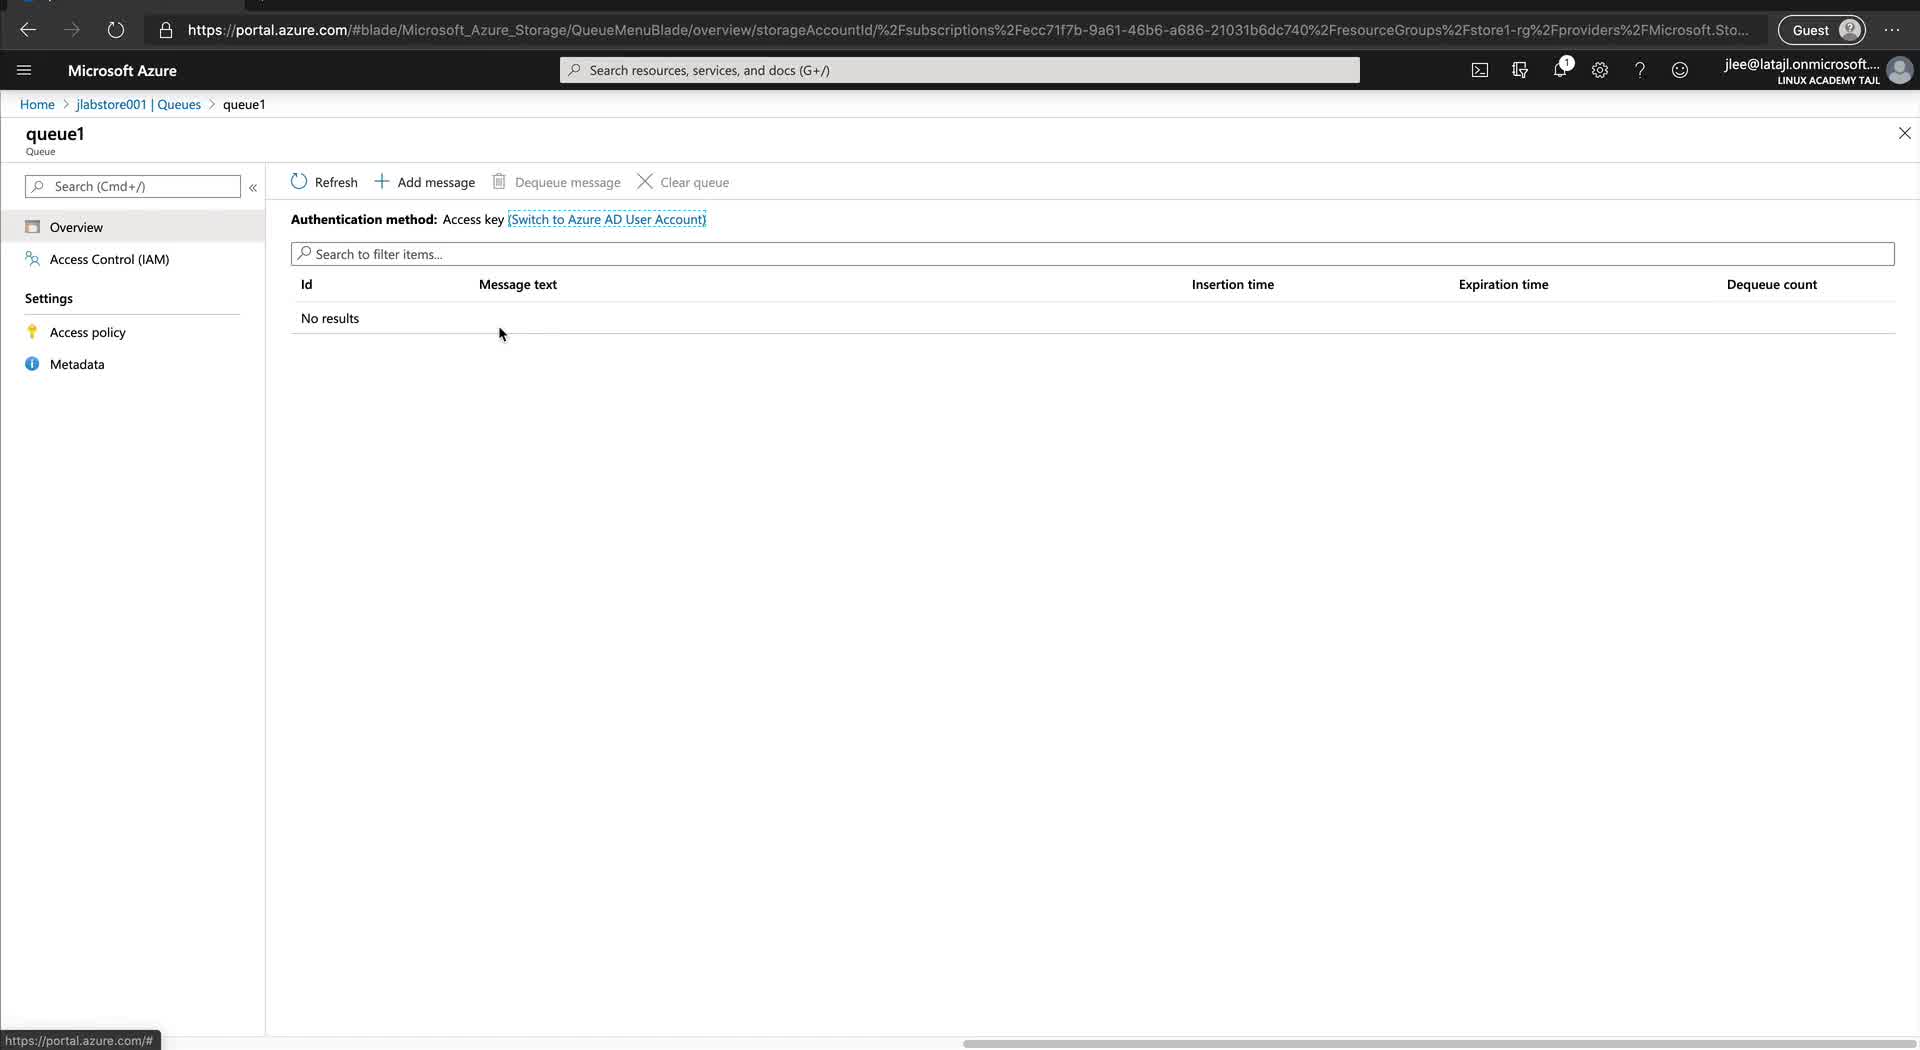 https://portal.azure.com/#blade/Microsoft_Azure_Storage/QueueMenuBlade/overview/storageAccountId/%2Fsubscriptions%2Fecc71f7b-9a61-46b6-a686-21031b6dc740%2FresourceGroups%2Fstore1-rg%2Fproviders%2FMicrosoft.Sto...
Guest
Microsoft Azure
Search resources, services, and docs (G+/)
1
jlee@latajl.onmicrosoft....
LINUX ACADEMY TAJL
Home > jlabstore001 | Queues > queue1
queue1
Queue
Search (Cmd+/)
«
Refresh
Add message
Dequeue message
Clear queue
Overview
Access Control (IAM)
Settings
Access policy
Metadata
Authentication method: Access key (Switch to Azure AD User Account)
Search to filter items...
Id Message text Insertion time Expiration time Dequeue count
No results
https://portal.azure.com/#